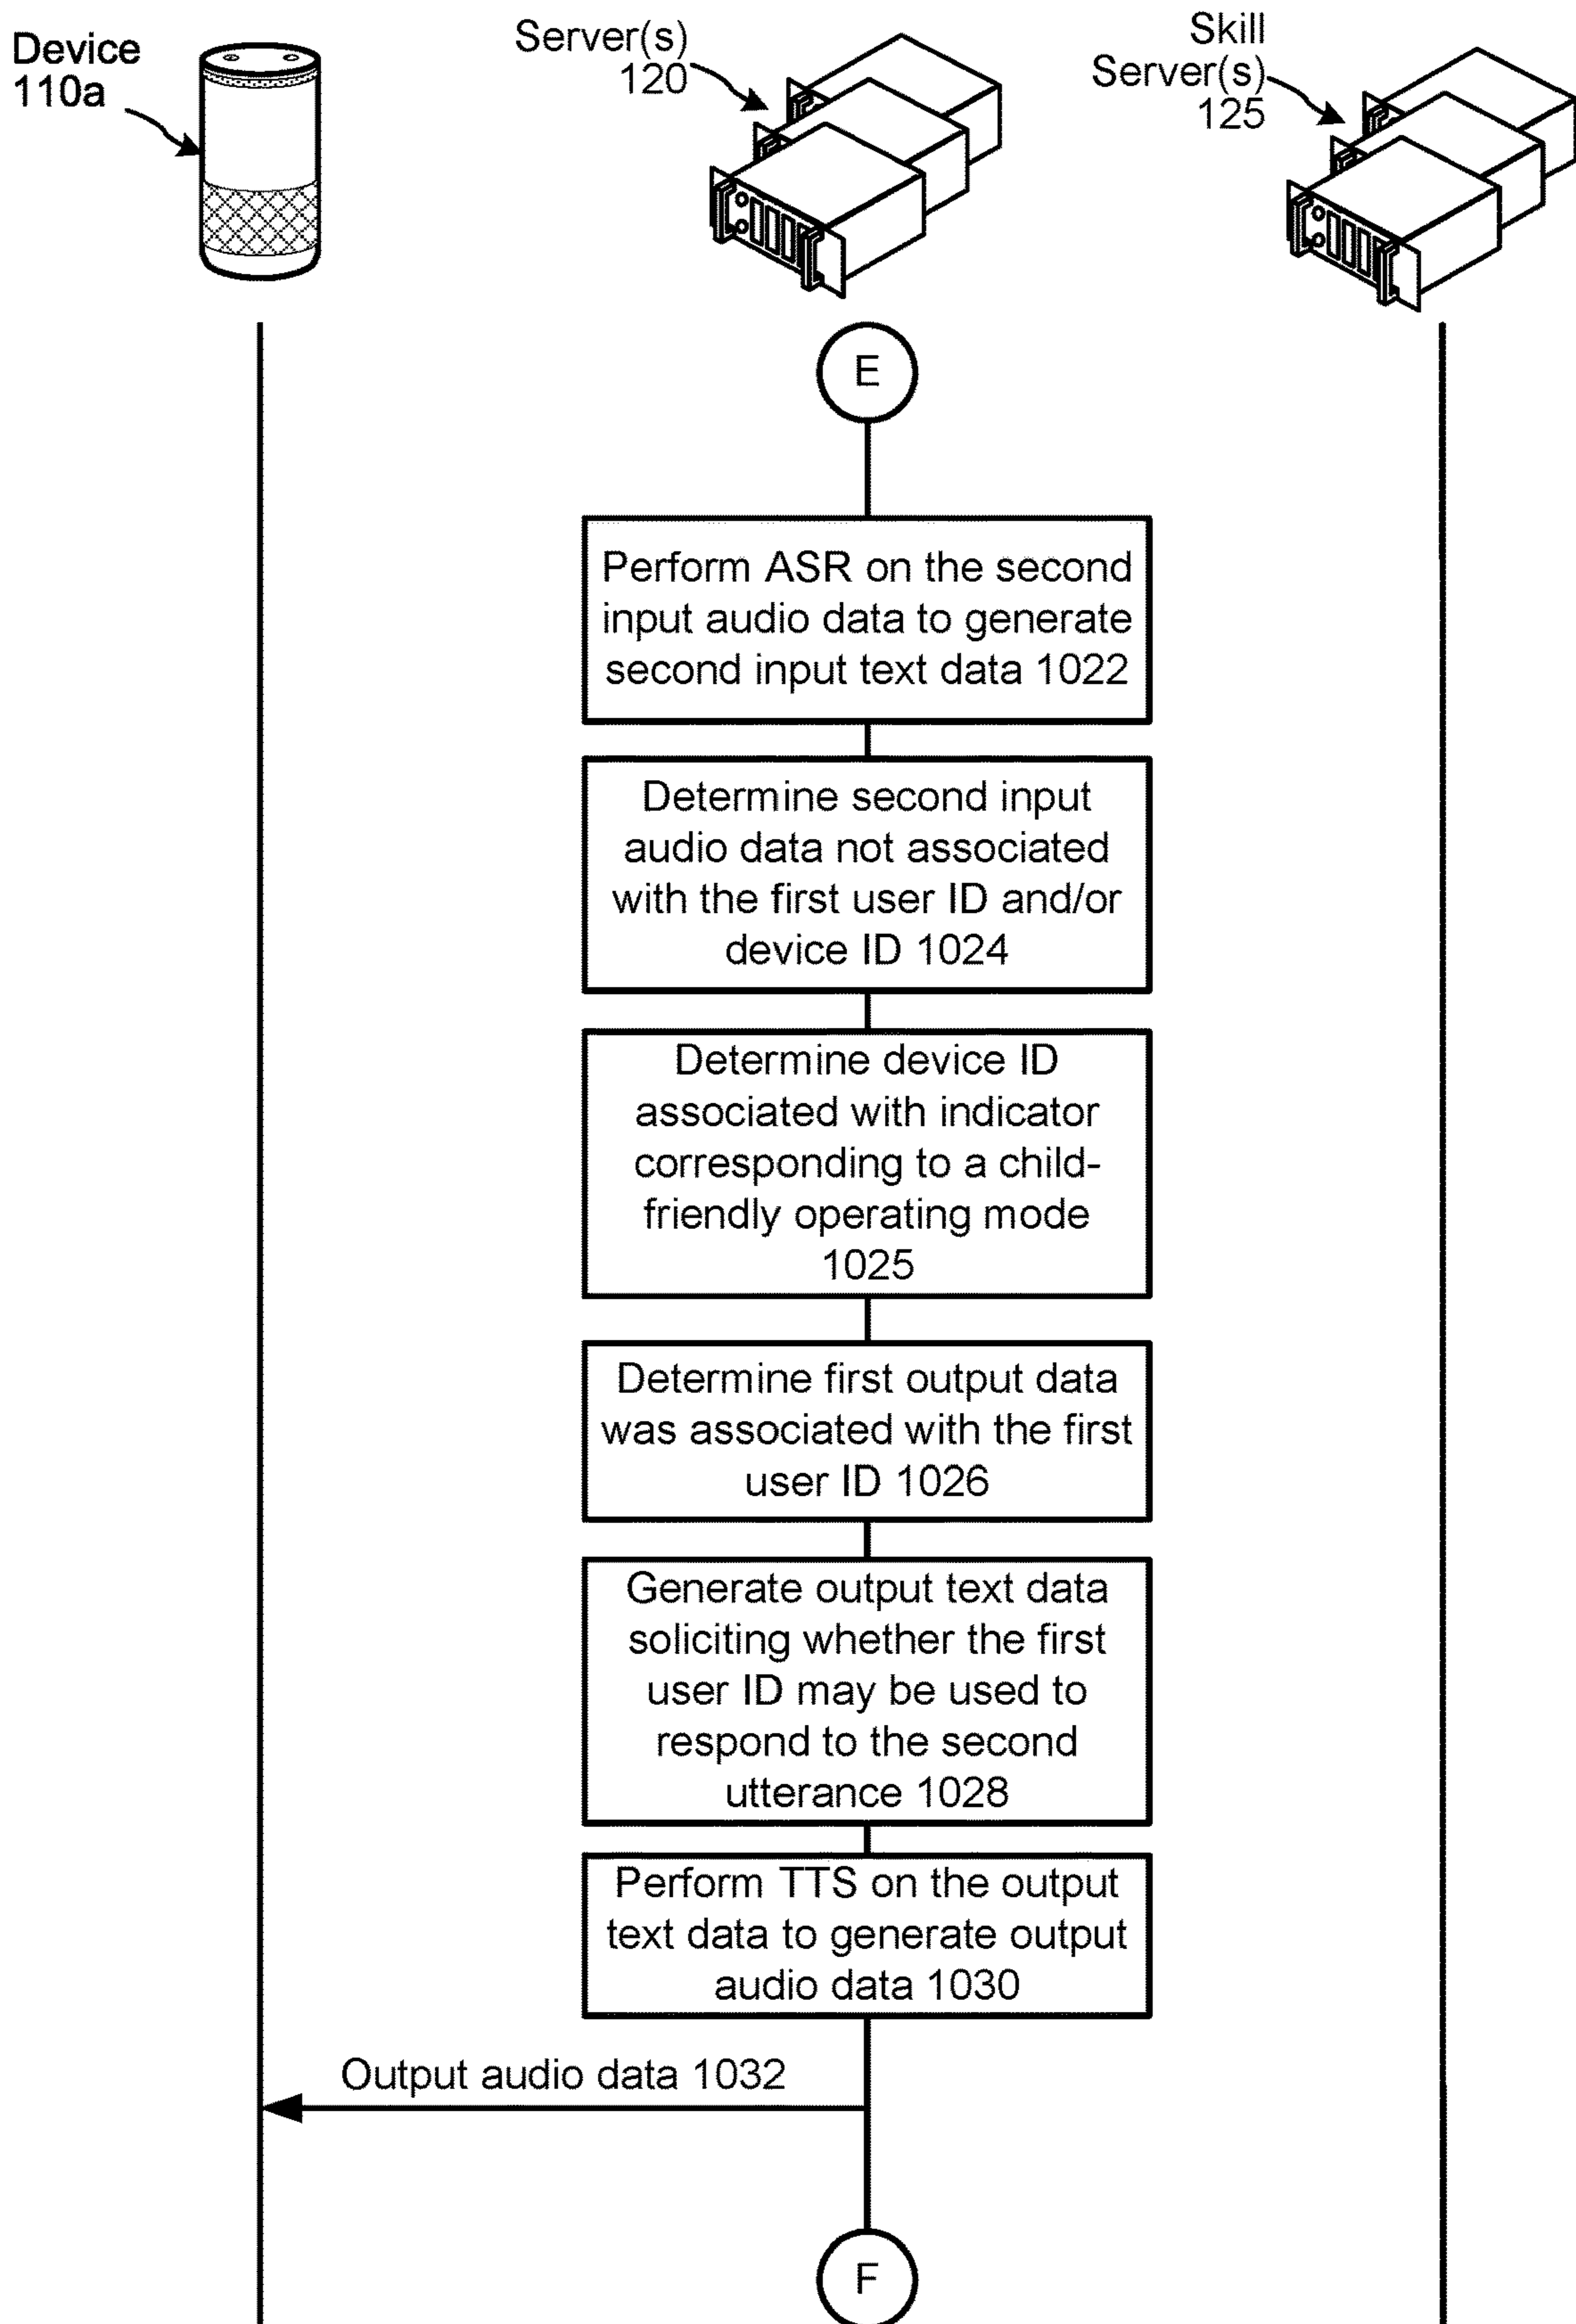 Device
110a
Server(s)
120
Skill
Server(s)
125
E
Perform ASR on the second
input audio data to generate
second input text data 1022
Determine second input
audio data not associated
with the first user ID and/or
device ID 1024
Determine device ID
associated with indicator
corresponding to a child-
friendly operating mode
1025
Determine first output data
was associated with the first
user ID 1026
Generate output text data
soliciting whether the first
user ID may be used to
respond to the second
utterance 1028
Perform TTS on the output
text data to generate output
audio data 1030
Output audio data 1032
F